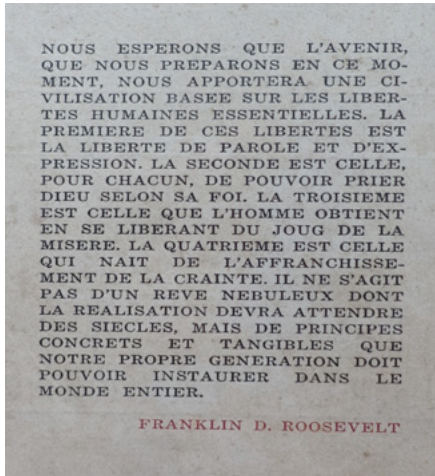 NOUS ESPERONS QUE L'AVENIR,
QUE NOUS PREPARONS EN CE MO-
MENT, NOUS APPORTERA UNE CI-
VILISATION BASEE SUR LES LIBER-
TES HUMAINES ESSENTIELLES. LA
PREMIERE DE CES LIBERTES EST
LA LIBERTE DE PAROLE ET D'EX-
PRESSION. LA SECONDE EST CELLE,
POUR CHACUN, DE POUVOIR PRIER
DIEU SELON SA FOI. LA TROISIEME
EST CELLE QUE L'HOMME OBTIENT
EN SE LIBERANT DU JOUG DE LA
MISERE. LA QUATRIEME EST CELLE
QUI NAIT DE L'AFFRANCHISSE-
MENT DE LA CRAINTE. IL NE S'AGIT
PAS D'UN REVE NEBULEUX DONT
LA REALISATION DEVRA ATTENDRE
DES SIECLES, MAIS DE PRINCIPES
CONCRETS ET TANGIBLES QUE
NOTRE PROPRE GENERATION DOIT
POUVOIR INSTAURER DANS LE
MONDE ENTIER.
FRANKLIN D. ROOSEVELT